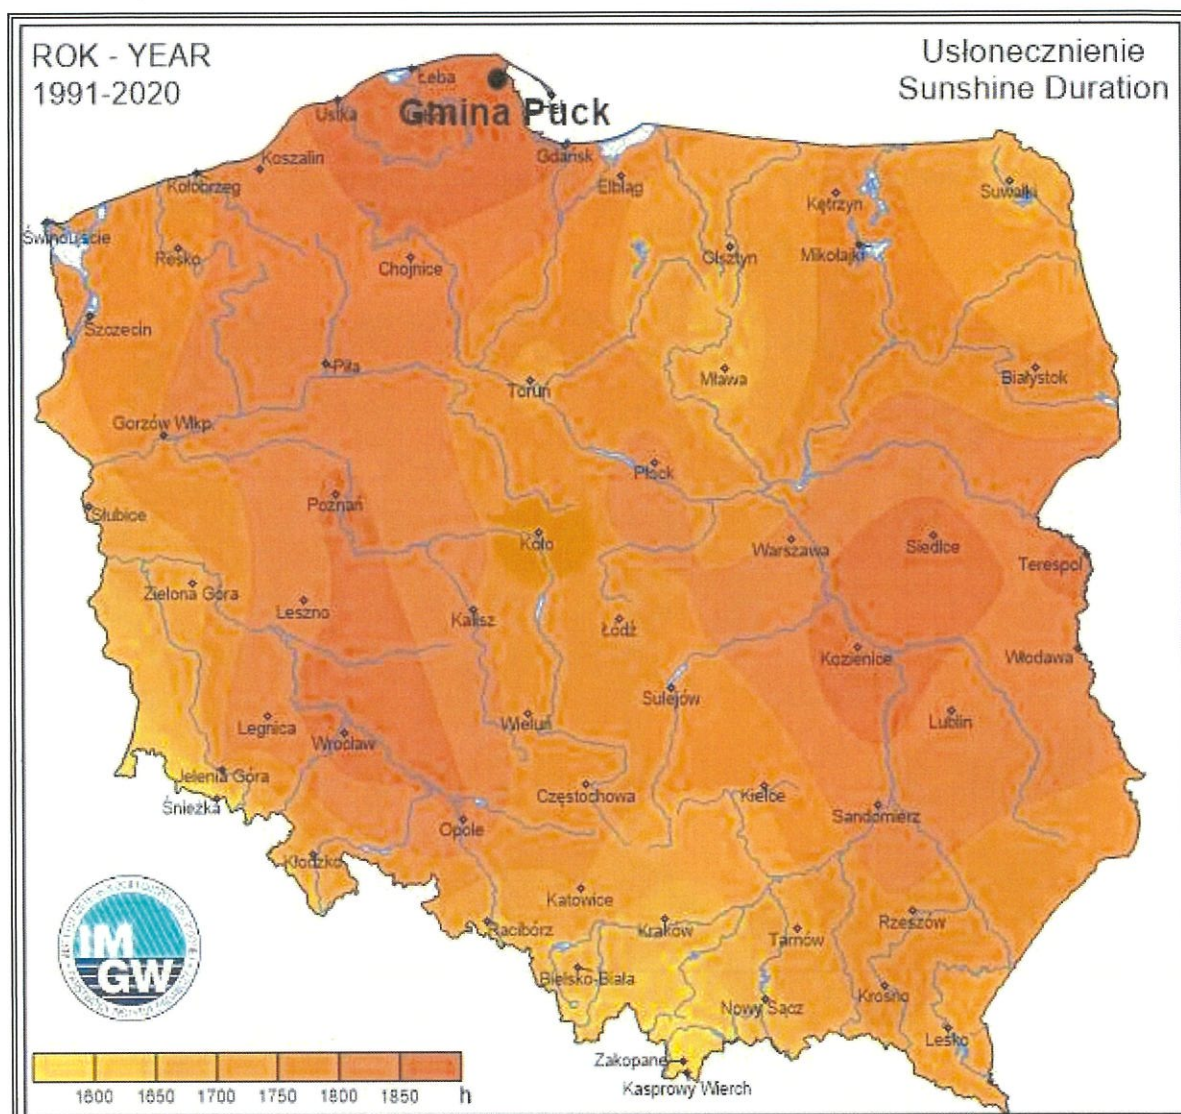 ROK - YEAR
1991-2020
Usłonecznienie
Sunshine Duration
Łeba
Gmina Puck
Ustka
Gdańsk
Koszalin
Kołobrzeg
Elbląg
Suwałki
Kętrzyn
Świnoujście
Resko
Chojnice
Olsztyn
Mikołajki
Szczecin
Piła
Toruń
Mława
Białystok
Gorzów Wlkp.
Płock
Poznań
Słubice
Koło
Warszawa
Siedlce
Terespol
Zielona Góra
Leszno
Kalisz
Łódź
Kozienice
Włodawa
Sulejów
Legnica
Wrocław
Wieluń
Lublin
Jelenia Góra
Śnieżka
Częstochowa
Kielce
Sandomierz
Opole
Kłodzko
Katowice
Racibórz
Kraków
Tarnów
Rzeszów
Bielsko-Biała
Nowy Sącz
Krosno
Lesko
Zakopane
Kasprowy Wierch
IM
GW
1600 1650 1700 1750 1800 1850 h